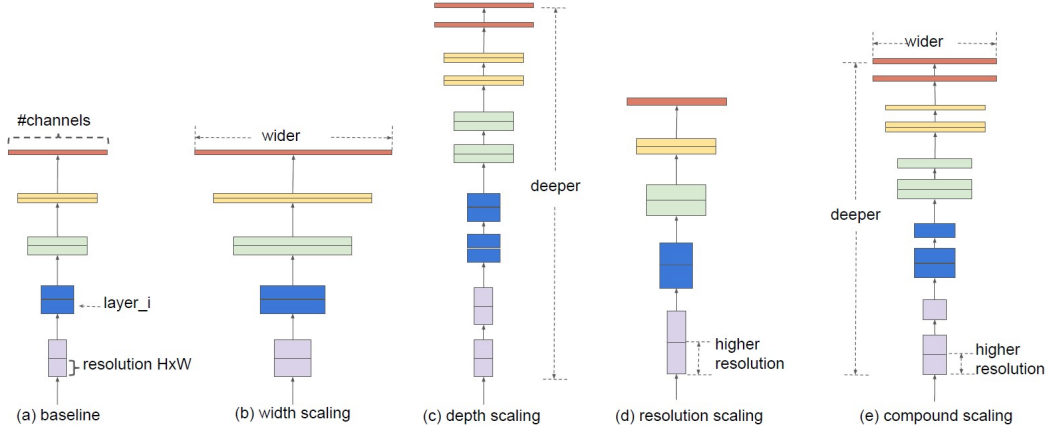 #channels
layer_i
resolution HxW
(a) baseline
wider
(b) width scaling
deeper
(c) depth scaling
higher
resolution
(d) resolution scaling
wider
deeper
higher
resolution
(e) compound scaling